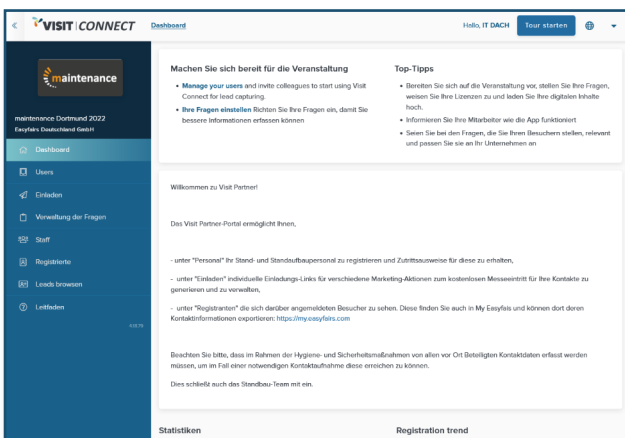 VISIT CONNECT
Dashboard
Hallo, IT DACH
Tour starten
maintenance
maintenance Dortmund 2022
Easyfairs Deutschland GmbH
Dashboard
Users
Einladen
Verwaltung der Fragen
Staff
Registrierte
Leads browsen
Leitfaden
Machen Sie sich bereit für die Veranstaltung
• Manage your users and invite colleagues to start using Visit
Connect for lead capturing.
• Ihre Fragen einstellen Richten Sie Ihre Fragen ein, damit Sie
bessere Informationen erfassen können
Top-Tipps
• Bereiten Sie sich auf die Veranstaltung vor, stellen Sie Ihre Fragen,
weisen Sie Ihre Lizenzen zu und laden Sie Ihre digitalen Inhalte
hoch.
• Informieren Sie Ihre Mitarbeiter wie die App funktioniert
• Seien Sie bei den Fragen, die Sie Ihren Besuchern stellen, relevant
und passen Sie sie an Ihr Unternehmen an
Willkommen zu Visit Partner!
Das Visit Partner-Portal ermöglicht Ihnen,
- unter "Personal" Ihr Stand- und Standaufbaupersonal zu registrieren und Zutrittsausweise für diese zu erhalten,
- unter "Einladen" individuelle Einladungs-Links für verschiedene Marketing-Aktionen zum kostenlosen Messeeintritt für Ihre Kontakte zu
generieren und zu verwalten,
- unter "Registranten" die sich darüber angemeldeten Besucher zu sehen. Diese finden Sie auch in My Easyfais und können dort deren
Kontaktinformationen exportieren: https://my.easyfairs.com
Beachten Sie bitte, dass im Rahmen der Hygiene- und Sicherheitsmaßnahmen von allen vor Ort Beteiligten Kontaktdaten erfasst werden
müssen, um im Fall einer notwendigen Kontaktaufnahme diese erreichen zu können.
Dies schließt auch das Standbau-Team mit ein.
Statistiken
Registration trend